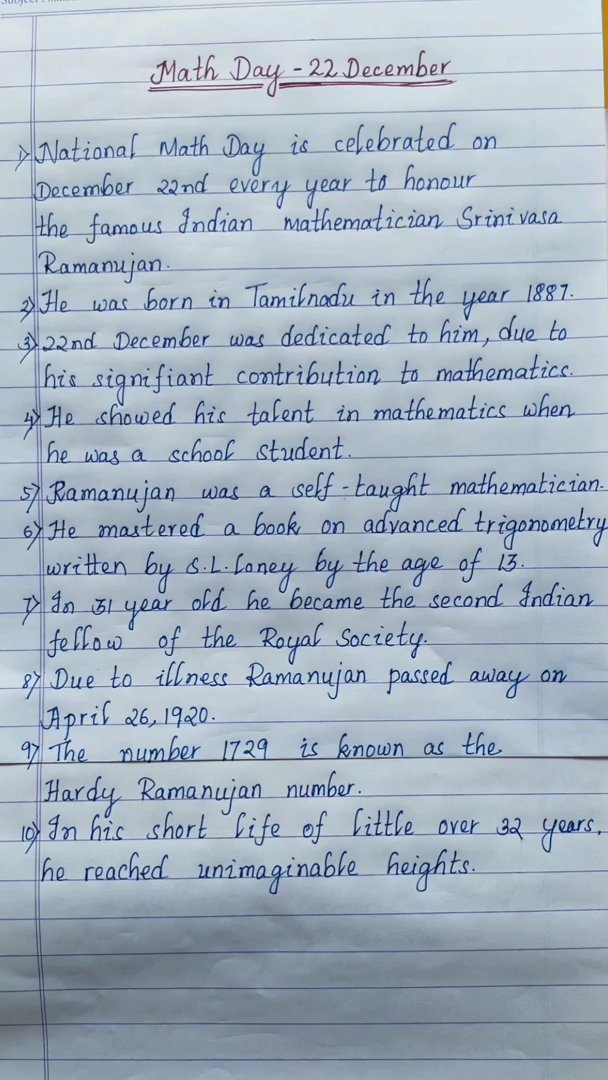 Math Day - 22 December
1) National Math Day is celebrated on
December 22nd every year to honour
the famous Indian mathematician Srinivasa
Ramanujan.
2) He was born in Tamilnadu in the year 1887.
3) 22nd December was dedicated to him, due to
his signifiant contribution to mathematics.
4) He showed his talent in mathematics when
he was a school student.
5) Ramanujan was a self-taught mathematician.
6) He mastered a book on advanced trigonometry
written by S.L. Loney by the age of 13.
7) In 31 year old he became the second Indian
fellow of the Royal Society.
8) Due to illness Ramanujan passed away on
April 26, 1920.
9) The number 1729 is known as the
Hardy Ramanujan number.
10) In his short life of little over 32 years,
he reached unimaginable heights.